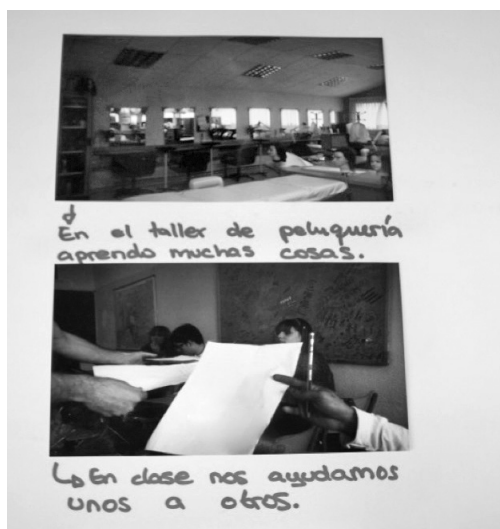 En el taller de peluquería
aprendo muchas cosas.
En clase nos ayudamos
unos a otros.